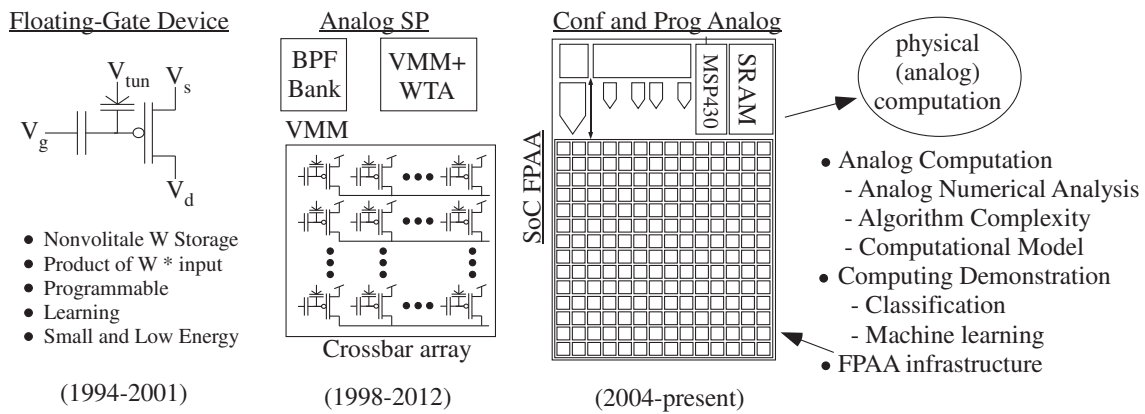 Floating-Gate Device
V_tun
V_s
V_g
V_d
● Nonvolitale W Storage
● Product of W * input
● Programmable
● Learning
● Small and Low Energy
(1994-2001)
Analog SP
BPF
Bank
VMM+
WTA
VMM
Crossbar array
(1998-2012)
Conf and Prog Analog
MSP430
SRAM
SoC FPAA
(2004-present)
physical
(analog)
computation
● Analog Computation
- Analog Numerical Analysis
- Algorithm Complexity
- Computational Model
● Computing Demonstration
- Classification
- Machine learning
● FPAA infrastructure